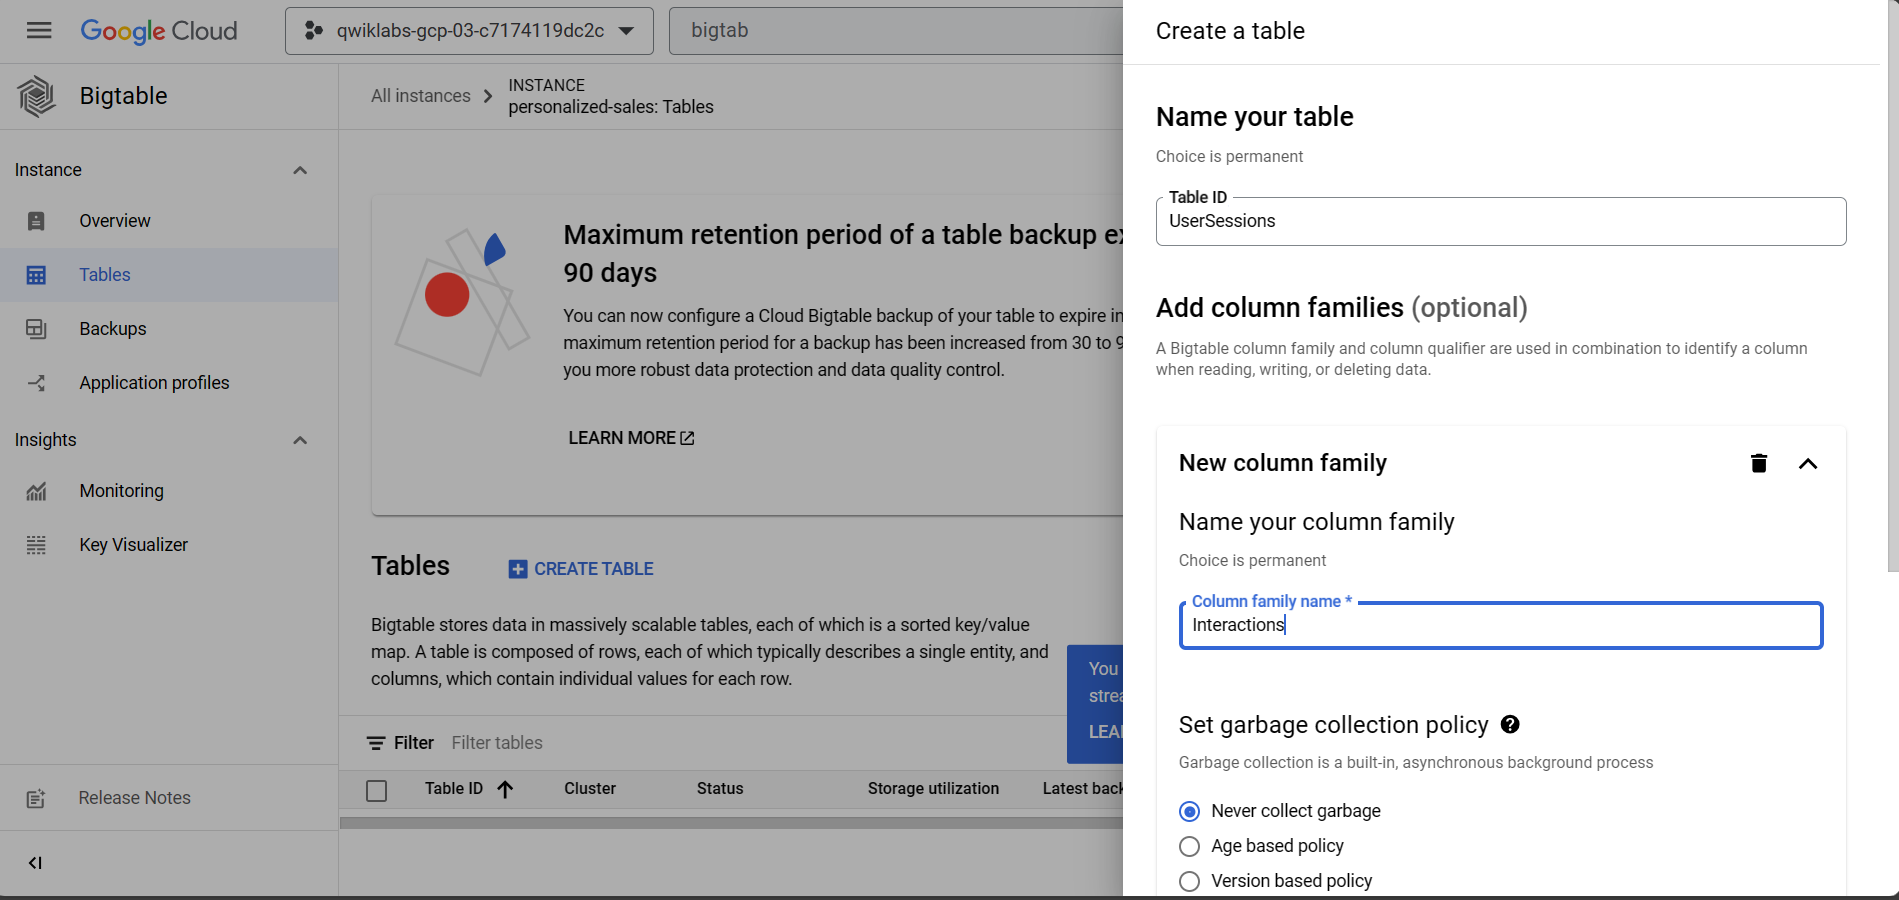 Google Cloud
qwiklabs-gcp-03-c7174119dc2c
bigtab
Bigtable
All instances
INSTANCE
personalized-sales: Tables
Instance
Overview
Tables
Backups
Application profiles
Insights
Monitoring
Key Visualizer
Release Notes
Maximum retention period of a table backup ex
90 days
You can now configure a Cloud Bigtable backup of your table to expire in
maximum retention period for a backup has been increased from 30 to 9
you more robust data protection and data quality control.
LEARN MORE
Tables
CREATE TABLE
Bigtable stores data in massively scalable tables, each of which is a sorted key/value
map. A table is composed of rows, each of which typically describes a single entity, and
columns, which contain individual values for each row.
You
strea
LEA
Filter Filter tables
Table ID Cluster Status Storage utilization Latest back
Create a table
Name your table
Choice is permanent
Table ID
UserSessions
Add column families (optional)
A Bigtable column family and column qualifier are used in combination to identify a column
when reading, writing, or deleting data.
New column family
Name your column family
Choice is permanent
Column family name *
Interactions
Set garbage collection policy
Garbage collection is a built-in, asynchronous background process
Never collect garbage
Age based policy
Version based policy